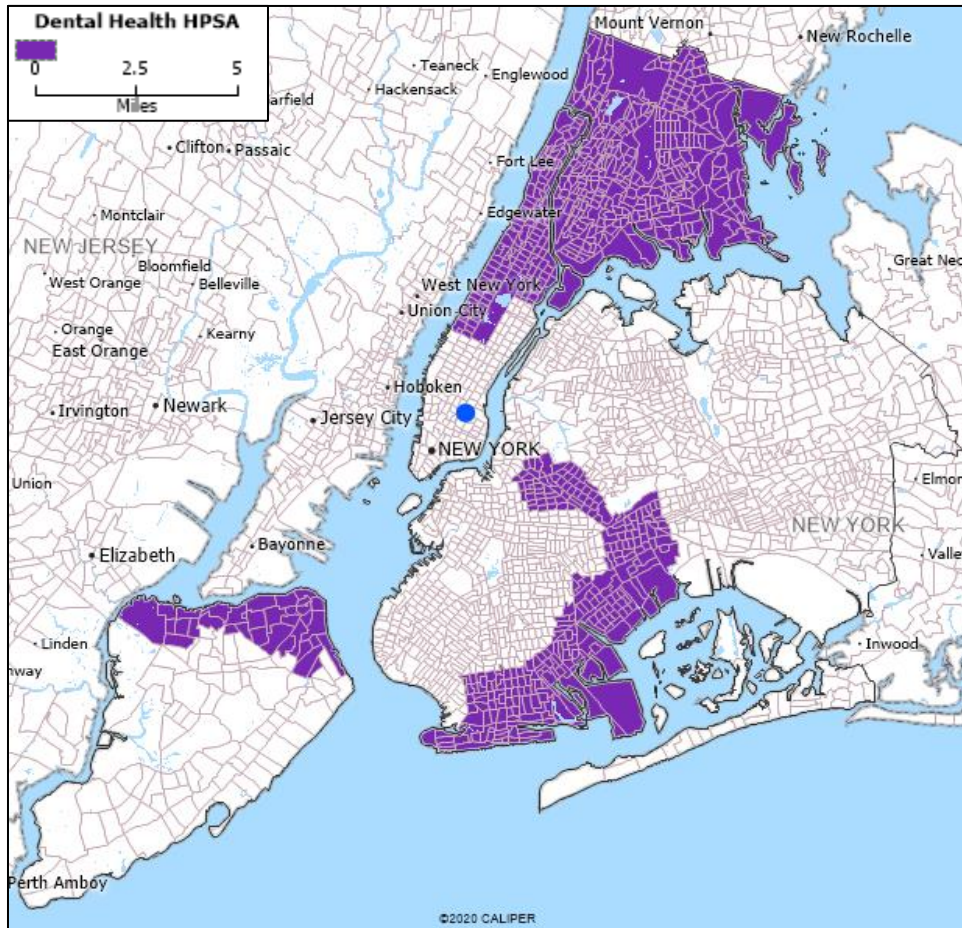 Dental Health HPSA
0 2.5 5
Miles
Mount Vernon
New Rochelle
Teaneck
Englewood
Hackensack
arfield
Clifton
Passaic
Fort Lee
Montclair
Edgewater
NEW JERSEY
Bloomfield
West Orange
Belleville
Great Nec
West New York
Union City
Orange
Kearny
East Orange
Hoboken
Irvington
Newark
Jersey City
NEW YORK
Union
Elmon
NEW YORK
Bayonne
Elizabeth
Valle
Linden
Inwood
hway
Perth Amboy
©2020 CALIPER